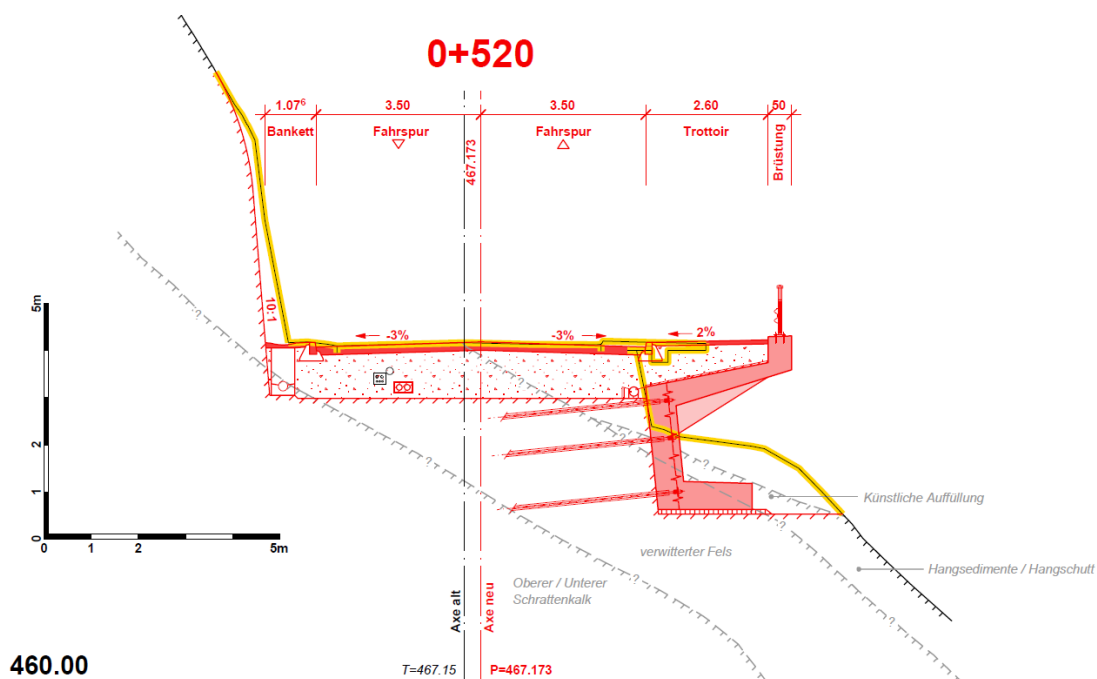 0+520
1.07⁶ 3.50 3.50 2.60 50
Bankett Fahrspur Fahrspur Trottoir Brüstung
467.173
10:1
-3% -3% 2%
5m
2
1
0
0 1 2 5m
? ? ? ? ? ? ? ? ? ? ?
Künstliche Auffüllung
verwitterter Fels
Hangsedimente / Hangschutt
Oberer / Unterer
Schrattenkalk
Axe alt
Axe neu
460.00
T=467.15 P=467.173